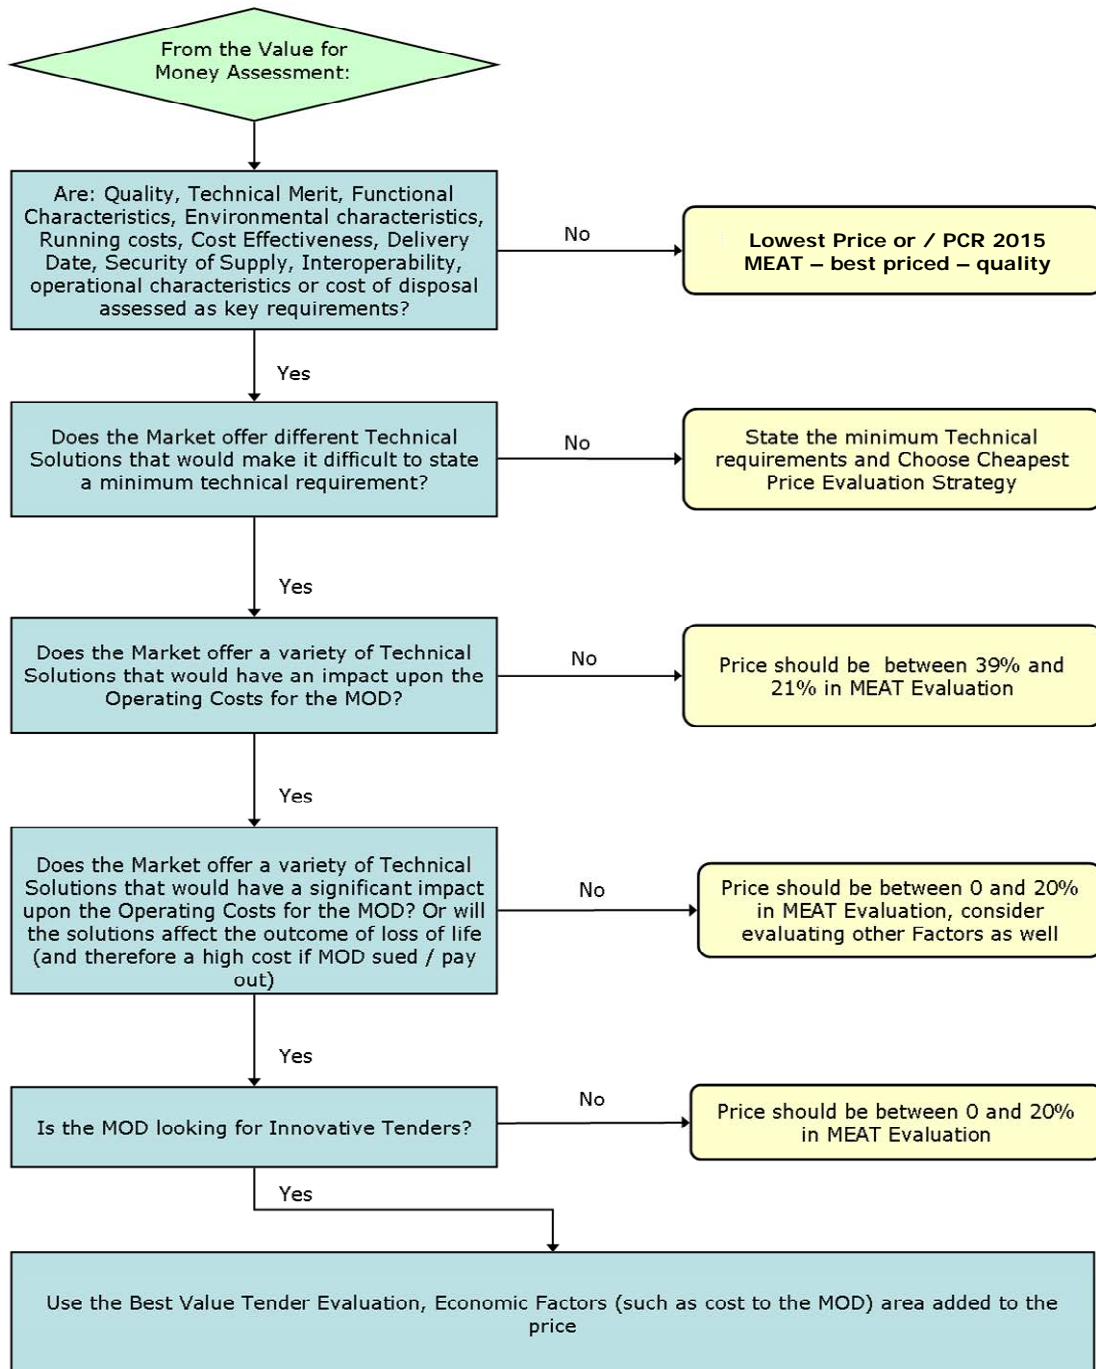 From the Value for
Money Assessment:
Are: Quality, Technical Merit, Functional
Characteristics, Environmental characteristics,
Running costs, Cost Effectiveness, Delivery
Date, Security of Supply, Interoperability,
operational characteristics or cost of disposal
assessed as key requirements?
No
Lowest Price or / PCR 2015
MEAT – best priced – quality
Yes
Does the Market offer different Technical
Solutions that would make it difficult to state
a minimum technical requirement?
No
State the minimum Technical
requirements and Choose Cheapest
Price Evaluation Strategy
Yes
Does the Market offer a variety of Technical
Solutions that would have an impact upon the
Operating Costs for the MOD?
No
Price should be between 39% and
21% in MEAT Evaluation
Yes
Does the Market offer a variety of Technical
Solutions that would have a significant impact
upon the Operating Costs for the MOD? Or will
the solutions affect the outcome of loss of life
(and therefore a high cost if MOD sued / pay
out)
No
Price should be between 0 and 20%
in MEAT Evaluation, consider
evaluating other Factors as well
Yes
Is the MOD looking for Innovative Tenders?
No
Price should be between 0 and 20%
in MEAT Evaluation
Yes
Use the Best Value Tender Evaluation, Economic Factors (such as cost to the MOD) area added to the
price